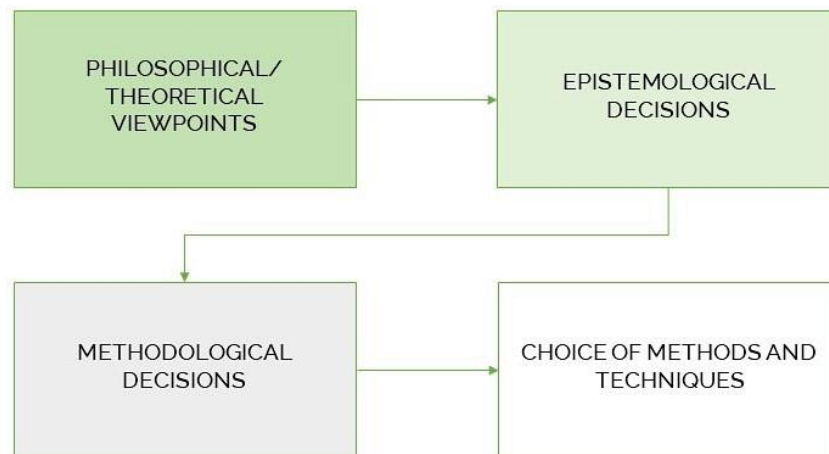 PHILOSOPHICAL/
THEORETICAL
VIEWPOINTS
EPISTEMOLOGICAL
DECISIONS
METHODOLOGICAL
DECISIONS
CHOICE OF METHODS AND
TECHNIQUES